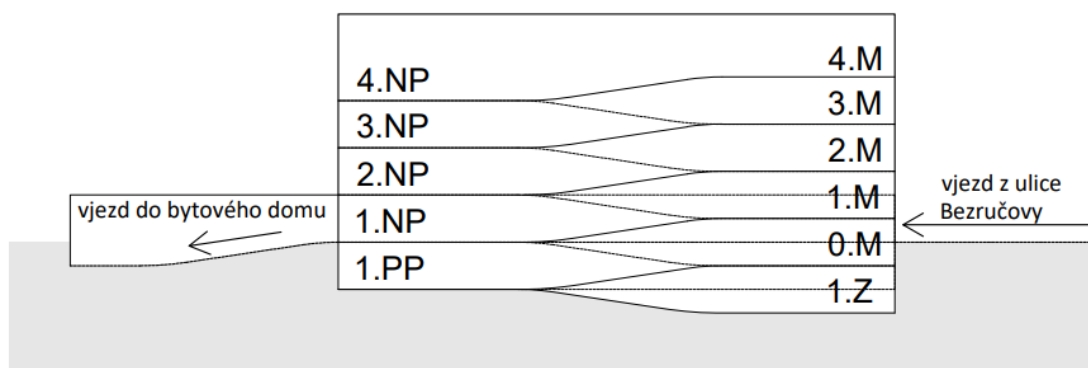 4.NP
3.NP
2.NP
1.NP
1.PP
4.M
3.M
2.M
1.M
0.M
1.Z
vjezd do bytového domu
vjezd z ulice
Bezručovy